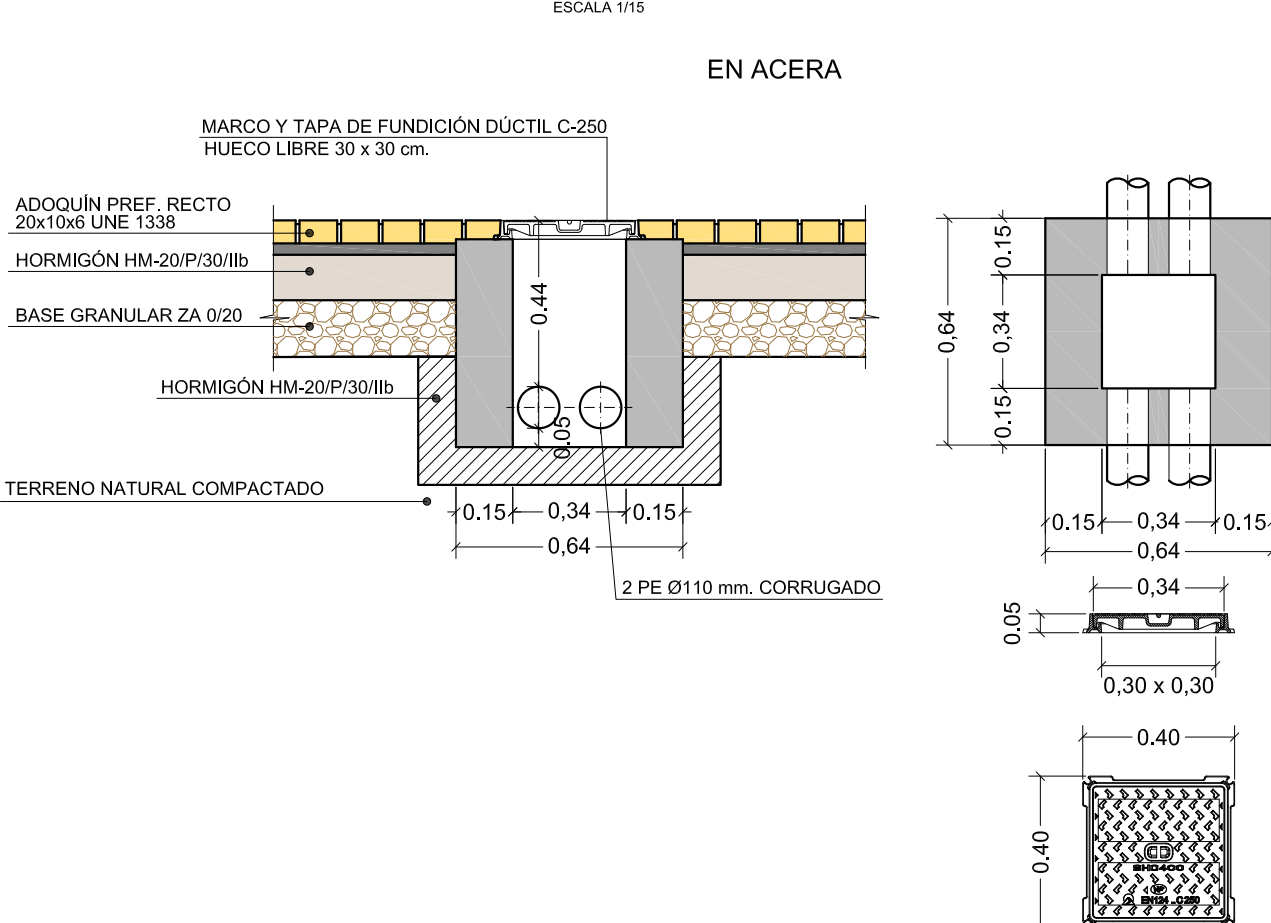 ESCALA 1/15
EN ACERA
MARCO Y TAPA DE FUNDICIÓN DÚCTIL C-250
HUECO LIBRE 30 x 30 cm.
ADOQUÍN PREF. RECTO
20x10x6 UNE 1338
HORMIGÓN HM-20/P/30/IIb
BASE GRANULAR ZA 0/20
HORMIGÓN HM-20/P/30/IIb
TERRENO NATURAL COMPACTADO
0.44
0.05
0.15 0,34 0.15
0,64
2 PE Ø110 mm. CORRUGADO
0,64
0.15
0,34
0.15
0.15 0,34 0.15
0,64
0,34
0.05
0,30 x 0,30
0.40
0.40
EN124 C250